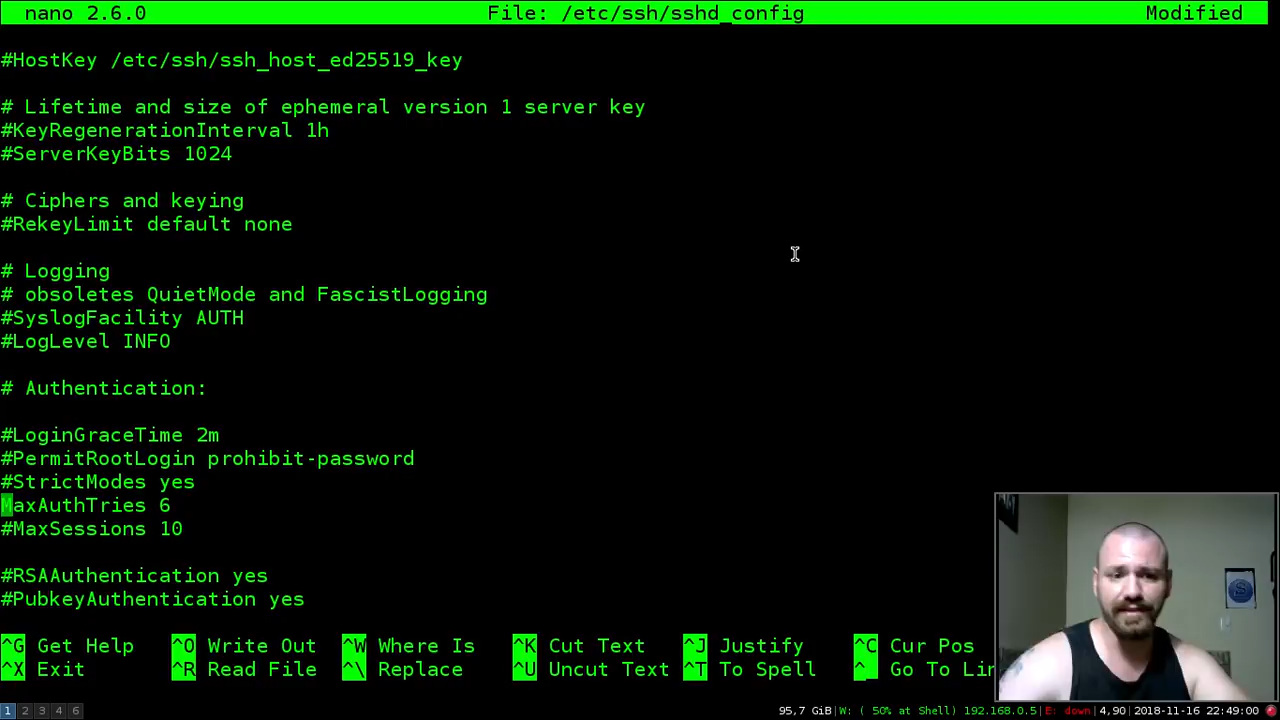 nano 2.6.0 File: /etc/ssh/sshd_config Modified
#HostKey /etc/ssh/ssh_host_ed25519_key
# Lifetime and size of ephemeral version 1 server key
#KeyRegenerationInterval 1h
#ServerKeyBits 1024
# Ciphers and keying
#RekeyLimit default none
# Logging
# obsoletes QuietMode and FascistLogging
#SyslogFacility AUTH
#LogLevel INFO
# Authentication:
#LoginGraceTime 2m
#PermitRootLogin prohibit-password
#StrictModes yes
MaxAuthTries 6
#MaxSessions 10
#RSAAuthentication yes
#PubkeyAuthentication yes
^G Get Help ^O Write Out ^W Where Is ^K Cut Text ^J Justify ^C Cur Pos
^X Exit ^R Read File ^\ Replace ^U Uncut Text ^T To Spell ^_ Go To Lin
1 2 3 4 6 95,7 GiB|W: ( 50% at Shell) 192.168.0.5|E: down|4,90|2018-11-16 22:49:00